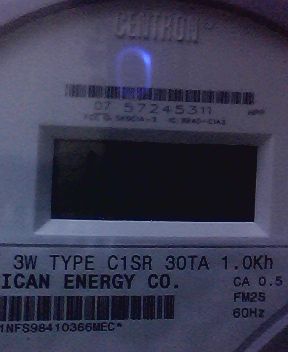 CENTRON
07 57245311
3W TYPE C1SR 30TA 1.0Kh
ICAN ENERGY CO. CA 0.5
FM2S
1NFS98410366MEC* 60Hz